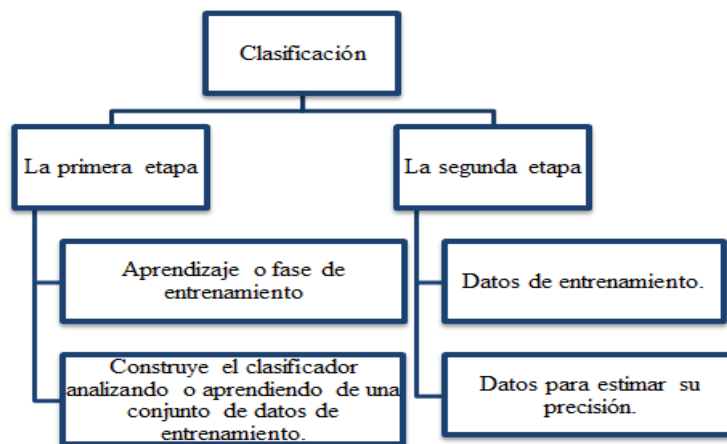 Clasificación
La primera etapa
La segunda etapa
Aprendizaje o fase de
entrenamiento
Construye el clasificador
analizando o aprendiendo de una
conjunto de datos de
entrenamiento.
Datos de entrenamiento.
Datos para estimar su
precisión.